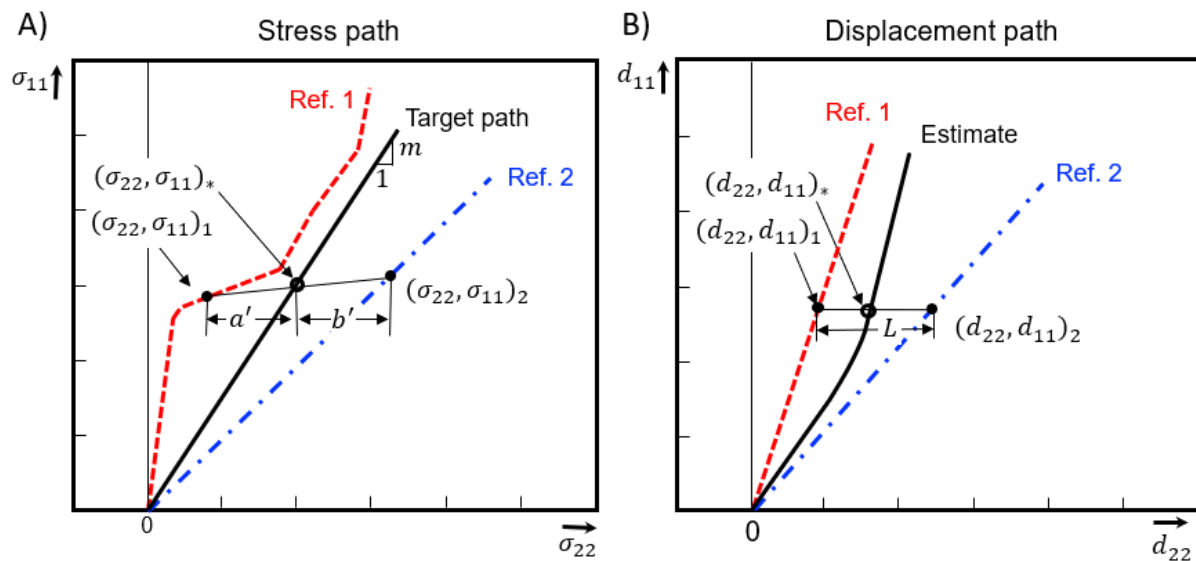 A)
Stress path
σ₁₁
Ref. 1
Target path
m
1
(σ₂₂, σ₁₁)*
Ref. 2
(σ₂₂, σ₁₁)₁
(σ₂₂, σ₁₁)₂
a′
b′
0
σ₂₂
B)
Displacement path
d₁₁
Ref. 1
Estimate
(d₂₂, d₁₁)*
Ref. 2
(d₂₂, d₁₁)₁
L
(d₂₂, d₁₁)₂
0
d₂₂